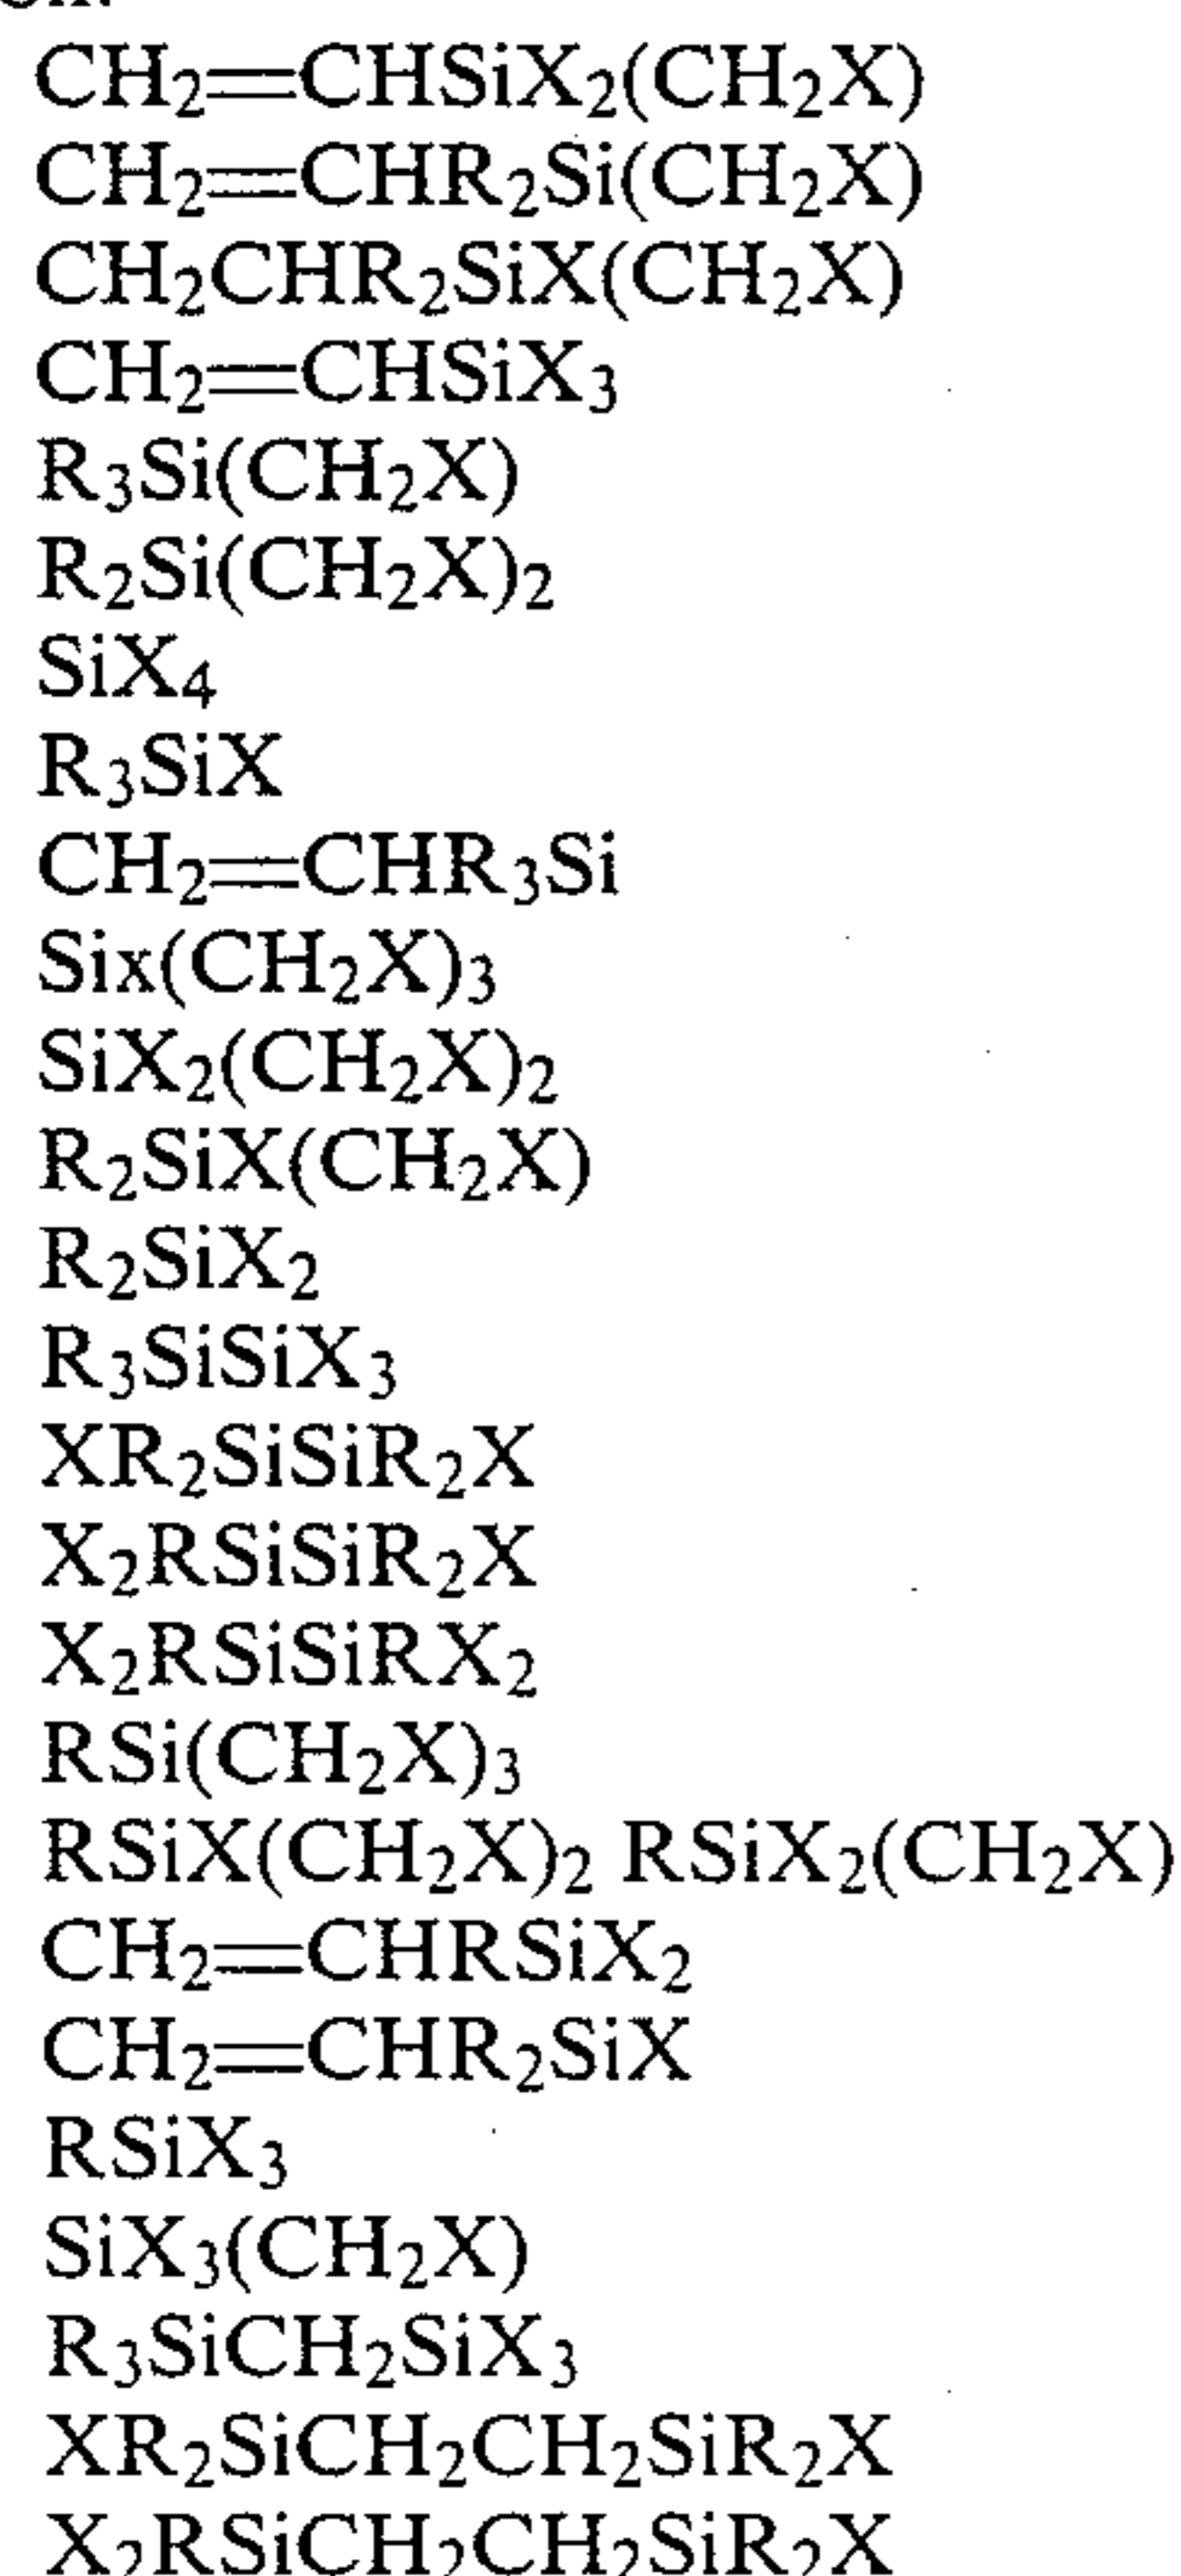 CH₂=CHSiX₂(CH₂X)
CH₂=CHR₂Si(CH₂X)
CH₂CHR₂SiX(CH₂X)
CH₂=CHSiX₃
R₃Si(CH₂X)
R₂Si(CH₂X)₂
SiX₄
R₃SiX
CH₂=CHR₃Si
Six(CH₂X)₃
SiX₂(CH₂X)₂
R₂SiX(CH₂X)
R₂SiX₂
R₃SiSiX₃
XR₂SiSiR₂X
X₂RSiSiR₂X
X₂RSiSiRX₂
RSi(CH₂X)₃
RSiX(CH₂X)₂ RSiX₂(CH₂X)
CH₂=CHRSiX₂
CH₂=CHR₂SiX
RSiX₃
SiX₃(CH₂X)
R₃SiCH₂SiX₃
XR₂SiCH₂CH₂SiR₂X
X₂RSiCH₂CH₂SiR₂X